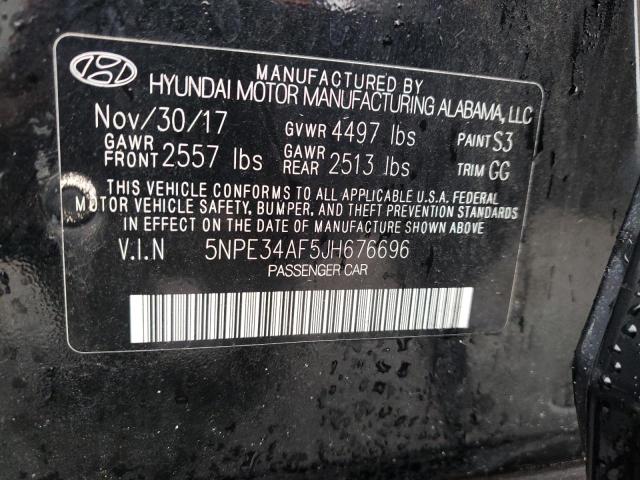 MANUFACTURED BY
HYUNDAI MOTOR MANUFACTURING ALABAMA, LLC
Nov/30/17 GVWR 4497 lbs PAINT S3
GAWR FRONT 2557 lbs GAWR REAR 2513 lbs TRIM GG
THIS VEHICLE CONFORMS TO ALL APPLICABLE U.S.A. FEDERAL
MOTOR VEHICLE SAFETY, BUMPER, AND THEFT PREVENTION STANDARDS
IN EFFECT ON THE DATE OF MANUFACTURE SHOWN ABOVE
V.I.N 5NPE34AF5JH676696
PASSENGER CAR